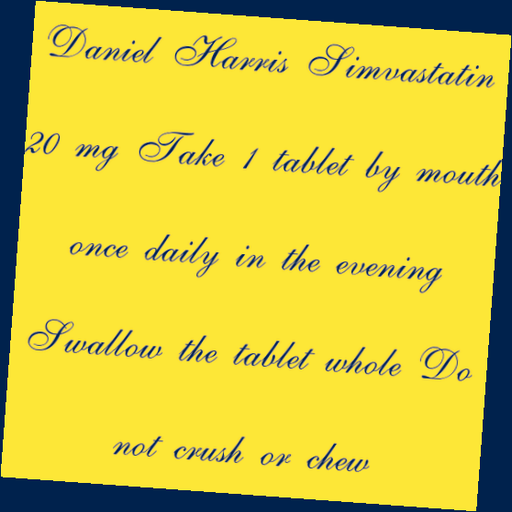 Daniel Harris Simvastatin
20 mg Take 1 tablet by mouth
once daily in the evening
Swallow the tablet whole Do
not crush or chew